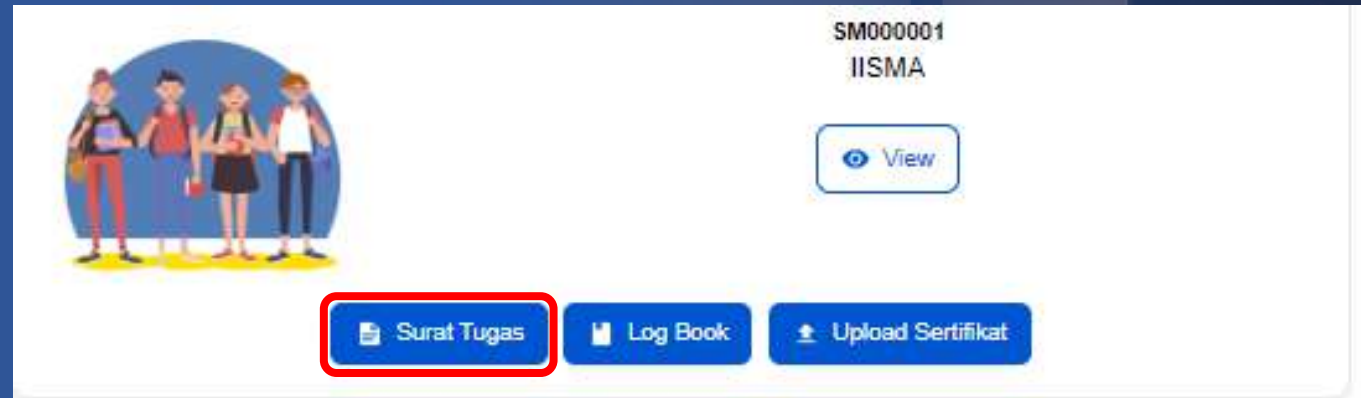 SM000001
IISMA
View
Surat Tugas
Log Book
Upload Sertifikat